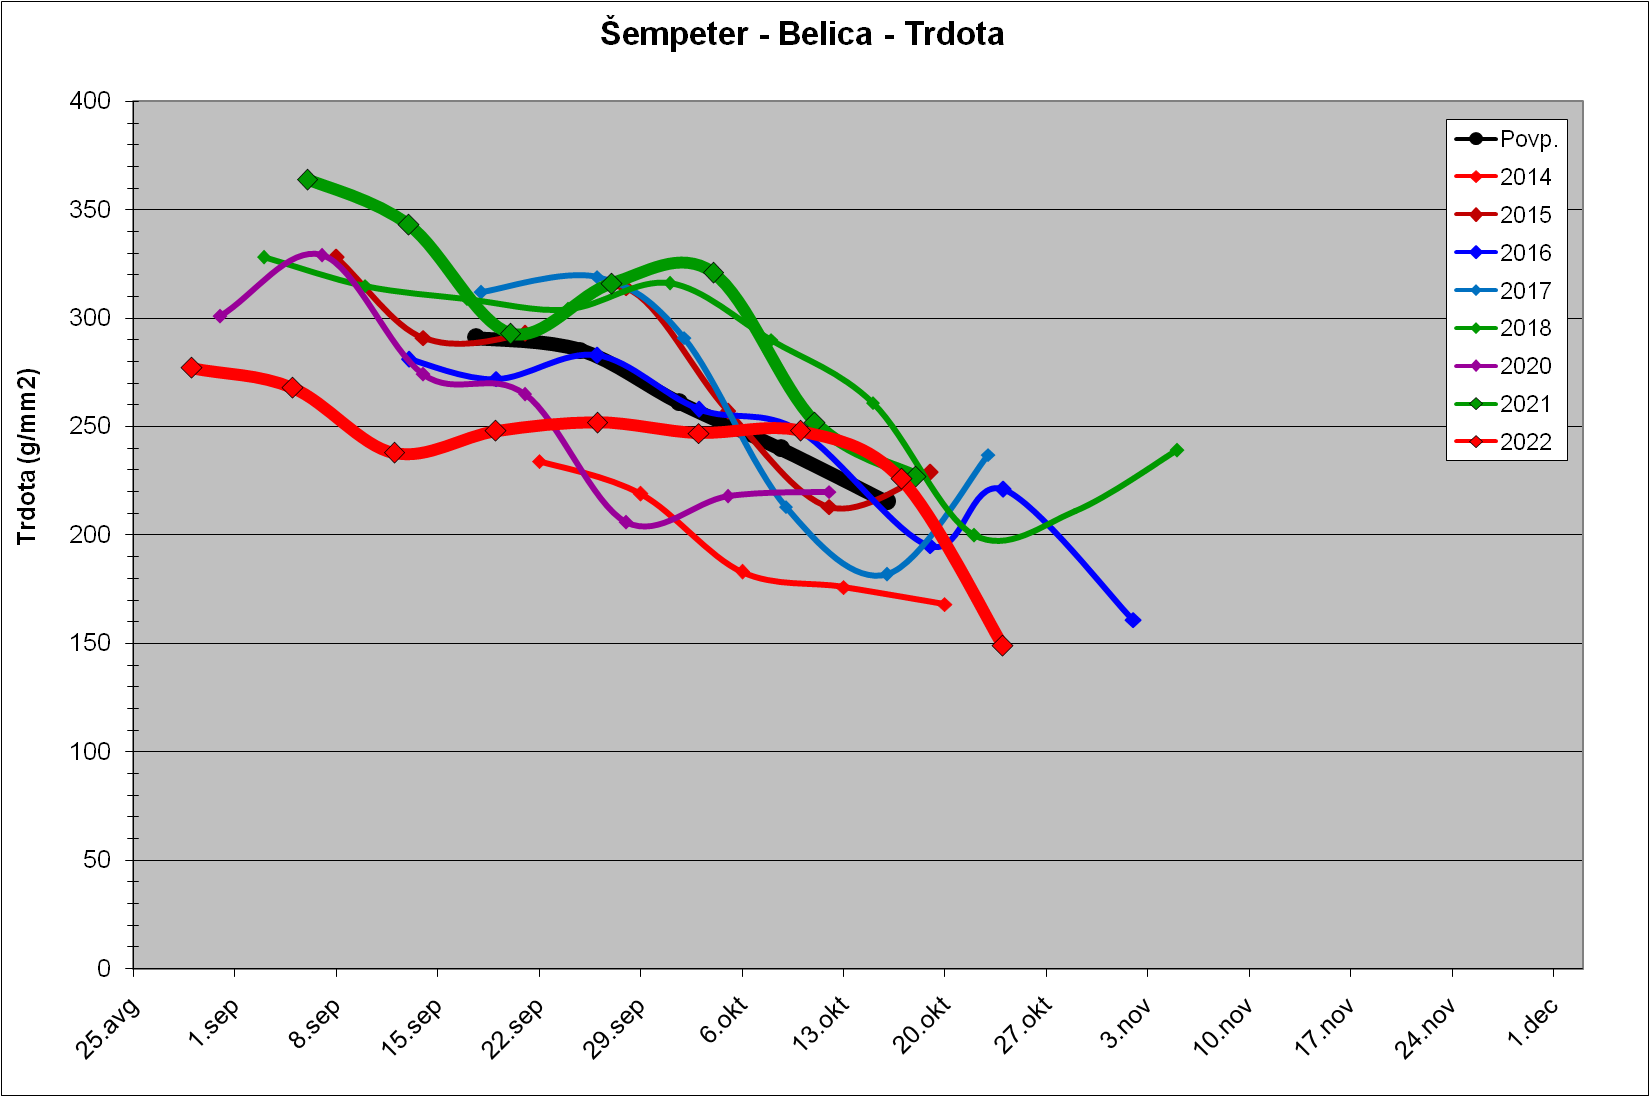 Šempeter - Belica - Trdota
Trdota (g/mm2)
400
350
300
250
200
150
100
50
0
25.avg
1.sep
8.sep
15.sep
22.sep
29.sep
6.okt
13.okt
20.okt
27.okt
3.nov
10.nov
17.nov
24.nov
1.dec
Povp.
2014
2015
2016
2017
2018
2020
2021
2022